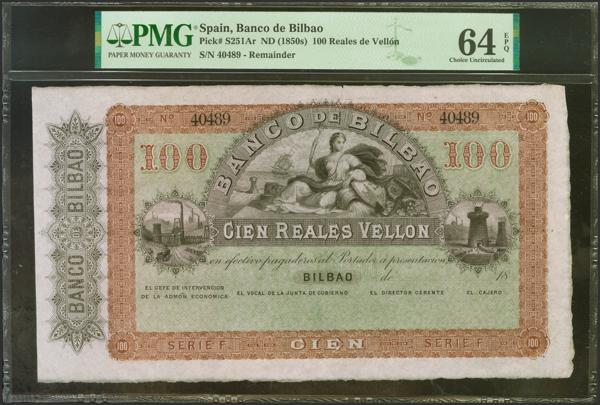 PMG
PAPER MONEY GUARANTY
Spain, Banco de Bilbao
Pick# S251Ar ND (1850s) 100 Reales de Vellón
S/N 40489 - Remainder
64 EPQ
Choice Uncirculated
100 Nº 40489 Nº 40489 100
BANCO DE BILBAO
BANCO DE BILBAO
100 100
CIEN REALES VELLON
en efectivo pagaderos al Portador a presentacion
BILBAO de 18
EL GEFE DE INTERVENCION
DE LA ADMON ECONOMICA
EL VOCAL DE LA JUNTA DE GOBIERNO
EL DIRECTOR GERENTE
EL CAJERO
100 SERIE F. CIEN SERIE F. 100